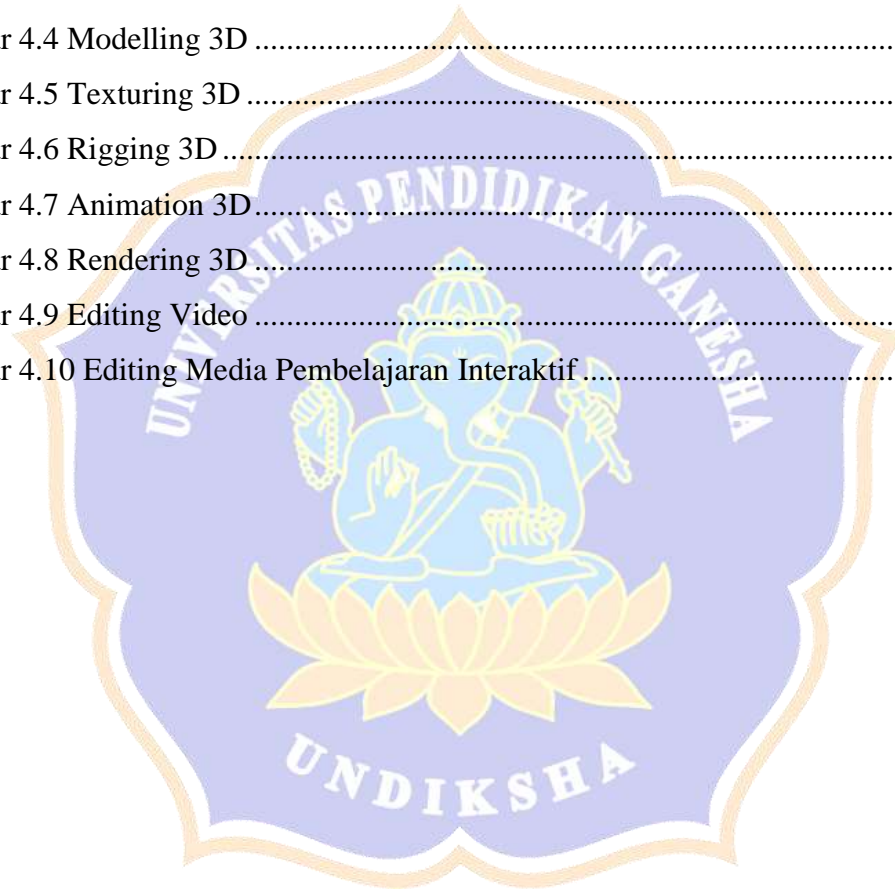 r 4.4 Modelling 3D ................................................................................
r 4.5 Texturing 3D .................................................................................
r 4.6 Rigging 3D ....................................................................................
r 4.7 Animation 3D ................................................................................
r 4.8 Rendering 3D ................................................................................
r 4.9 Editing Video ................................................................................
r 4.10 Editing Media Pembelajaran Interaktif .......................................
UNIVERSITAS PENDIDIKAN GANESHA
UNDIKSHA